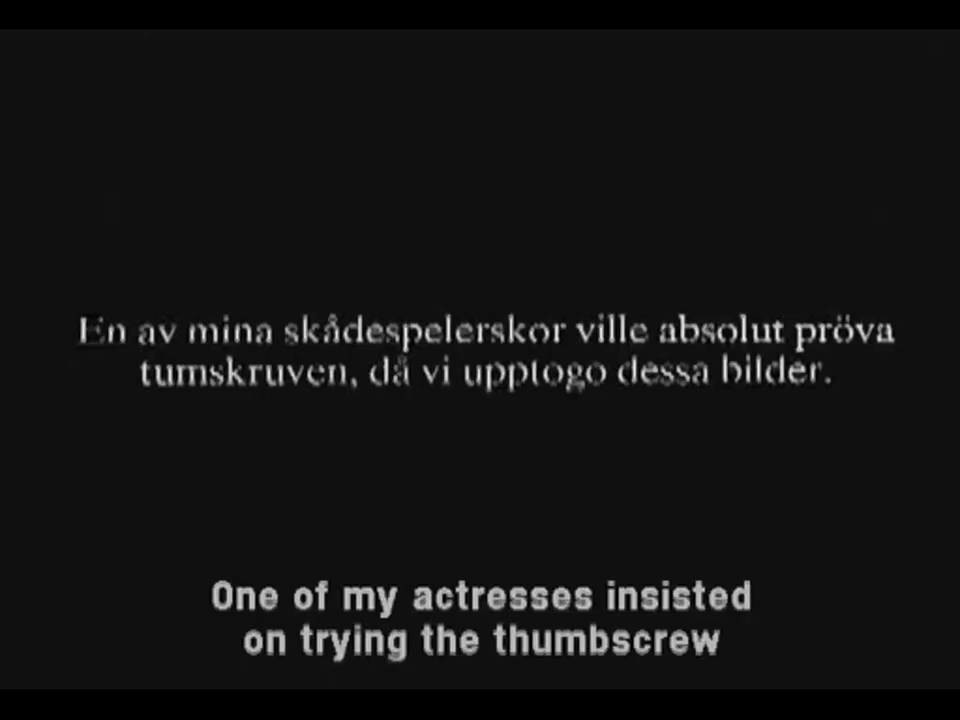 En av mina skådespelerskor ville absolut pröva
tumskruven, då vi upptogo dessa bilder.
One of my actresses insisted
on trying the thumbscrew